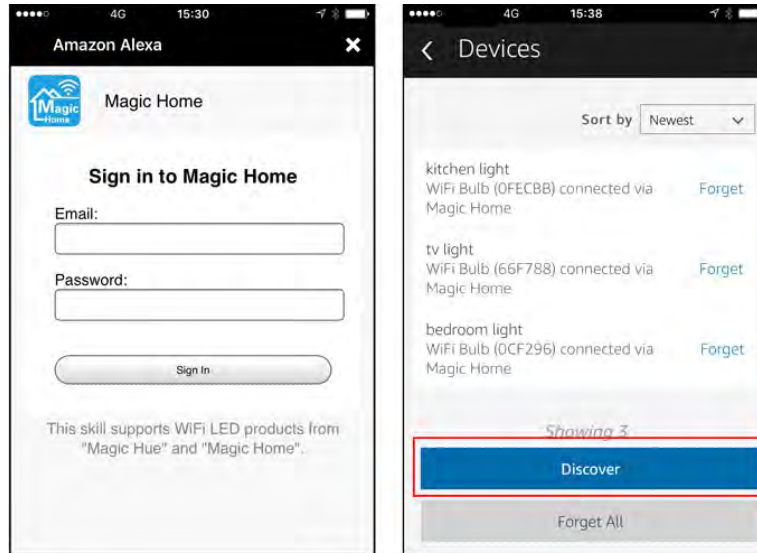 4G 15:30
Amazon Alexa
Magic Home
Magic Home
Sign in to Magic Home
Email:
Password:
Sign In
This skill supports WiFi LED products from
"Magic Hue" and "Magic Home".
4G 15:38
Devices
Sort by Newest
kitchen light
WiFi Bulb (0FECBB) connected via
Magic Home
Forget
tv light
WiFi Bulb (66F788) connected via
Magic Home
Forget
bedroom light
WiFi Bulb (0CF296) connected via
Magic Home
Forget
Showing 3
Discover
Forget All